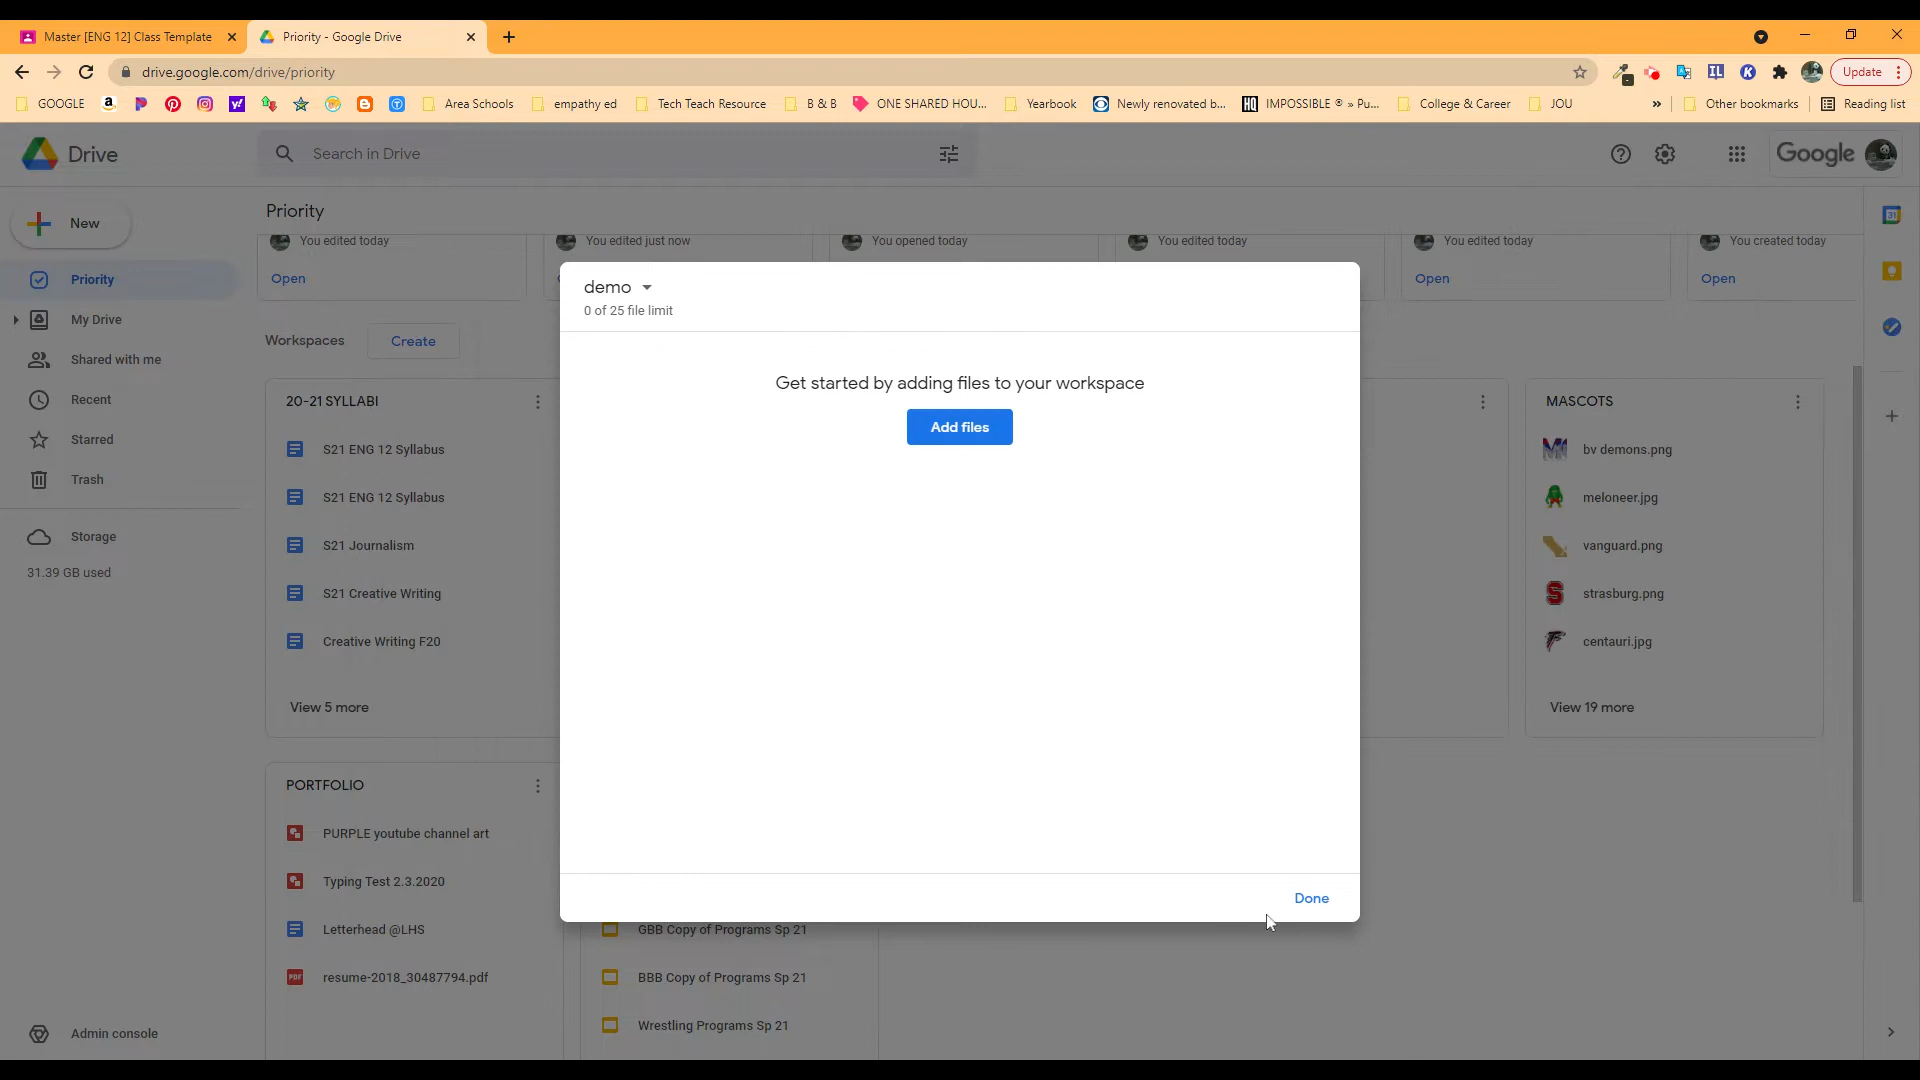 Master [ENG 12] Class Template
Priority - Google Drive
drive.google.com/drive/priority
Update
GOOGLE
Area Schools
empathy ed
Tech Teach Resource
B & B
ONE SHARED HOU...
Yearbook
Newly renovated b...
HQ IMPOSSIBLE ® » Pu...
College & Career
JOU
»
Other bookmarks
Reading list
Drive
Search in Drive
Google
New
Priority
My Drive
Shared with me
Recent
Starred
Trash
Storage
31.39 GB used
Admin console
Priority
You edited today
You edited just now
You opened today
You edited today
You edited today
You created today
Open
Open
Open
Workspaces
Create
20-21 SYLLABI
S21 ENG 12 Syllabus
S21 ENG 12 Syllabus
S21 Journalism
S21 Creative Writing
Creative Writing F20
View 5 more
PORTFOLIO
PURPLE youtube channel art
Typing Test 2.3.2020
Letterhead @LHS
PDF resume-2018_30487794.pdf
demo
0 of 25 file limit
Get started by adding files to your workspace
Add files
Done
GBB Copy of Programs Sp 21
BBB Copy of Programs Sp 21
Wrestling Programs Sp 21
MASCOTS
bv demons.png
meloneer.jpg
vanguard.png
strasburg.png
centauri.jpg
View 19 more
31